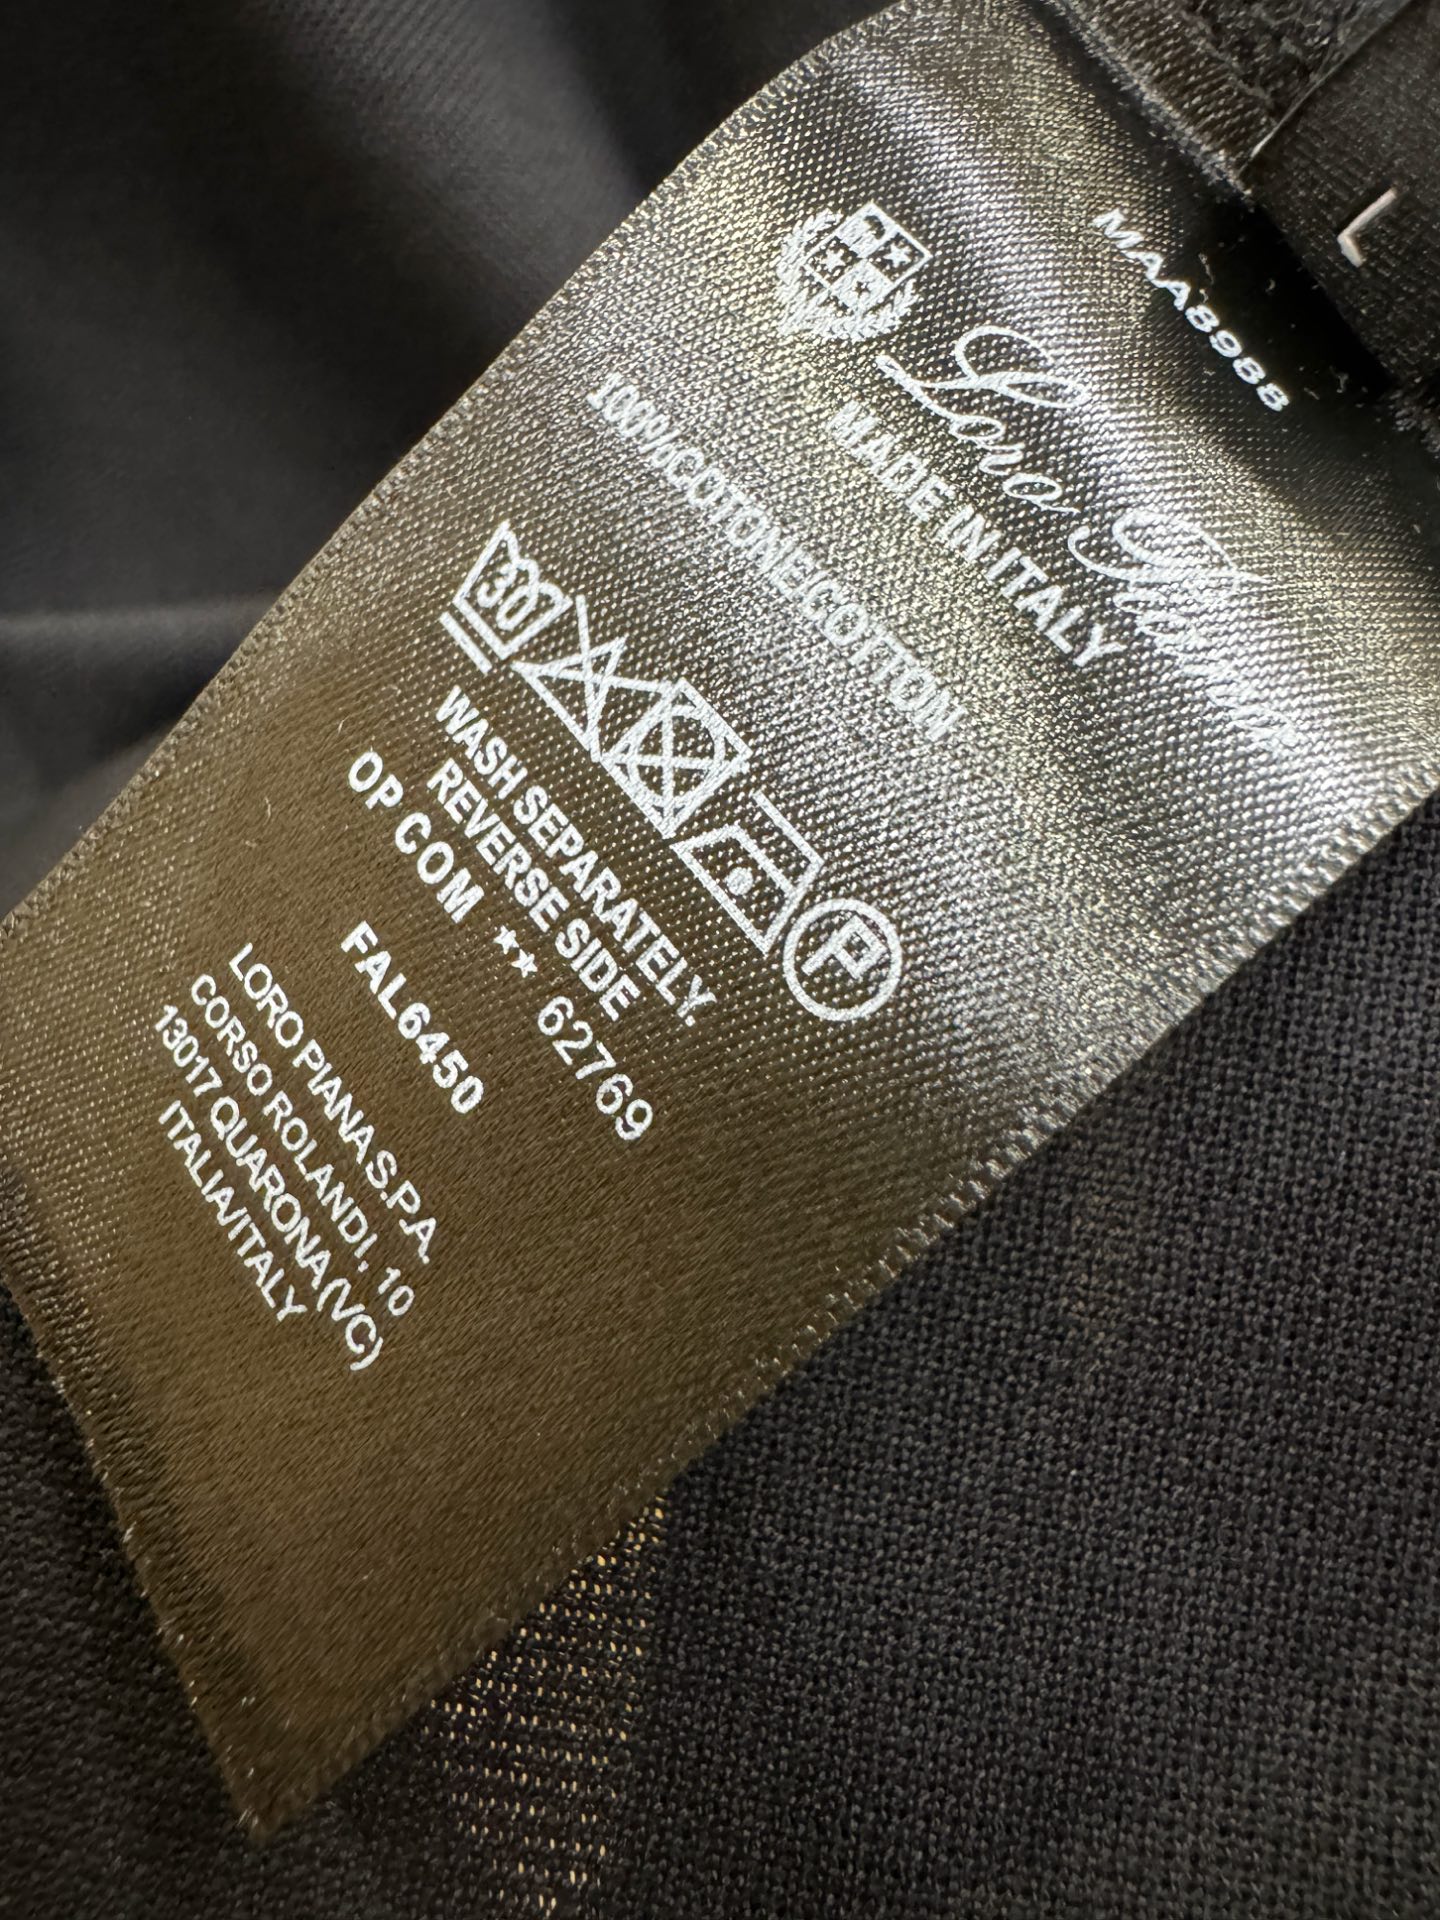 L
MAA8988
Loro Piana
MADE IN ITALY
100%COTONE/COTTON
30
P
WASH SEPARATELY.
REVERSE SIDE
OP COM ** 62769
FAL6450
LORO PIANA S.P.A.
CORSO ROLANDI, 10
13017 QUARONA (VC)
ITALIA/ITALY